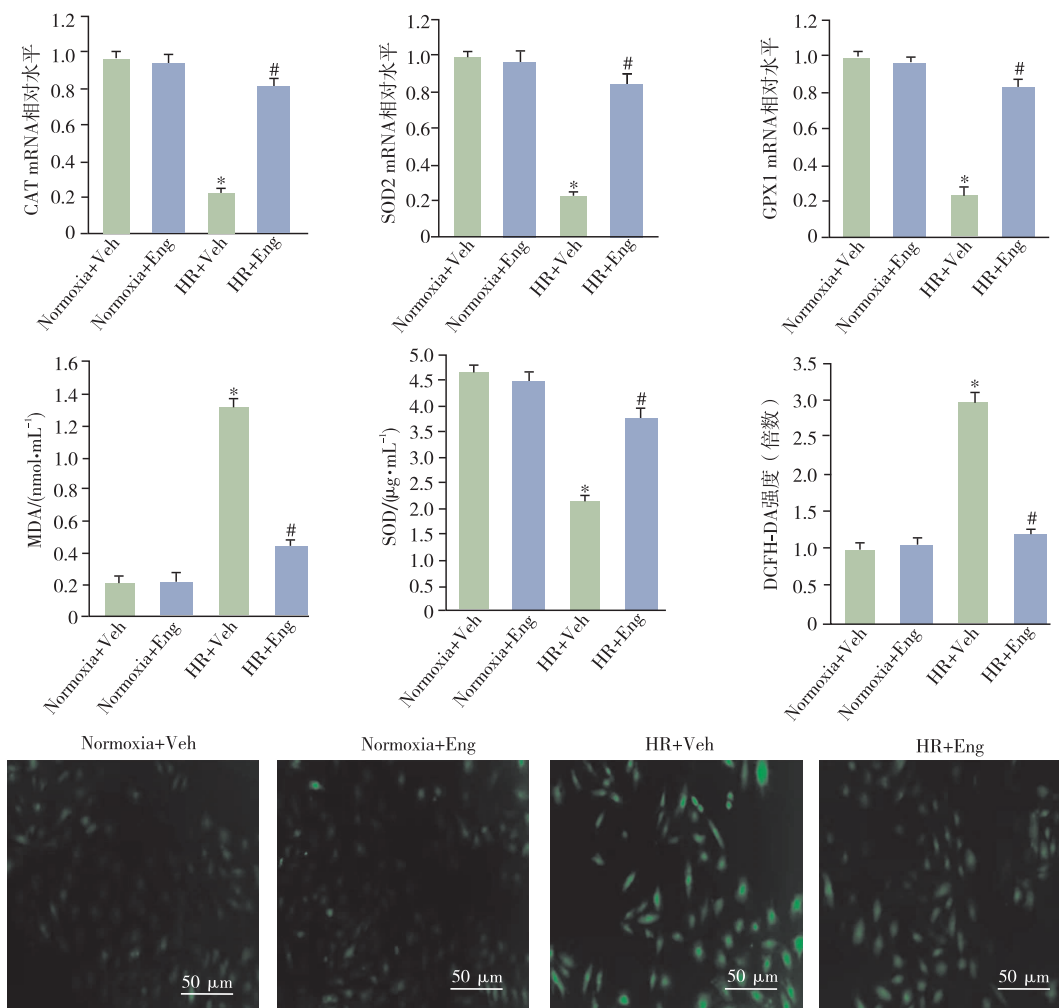 CAT mRNA相对水平
1.2
1.0
0.8
0.6
0.4
0.2
0
*
#
Normoxia+Veh
Normoxia+Eng
HR+Veh
HR+Eng
SOD2 mRNA相对水平
1.2
1.0
0.8
0.6
0.4
0.2
0
*
#
Normoxia+Veh
Normoxia+Eng
HR+Veh
HR+Eng
GPX1 mRNA相对水平
1.2
1.0
0.8
0.6
0.4
0.2
0
*
#
Normoxia+Veh
Normoxia+Eng
HR+Veh
HR+Eng
MDA/(nmol•mL⁻¹)
1.6
1.4
1.2
1.0
0.8
0.6
0.4
0.2
0
*
#
Normoxia+Veh
Normoxia+Eng
HR+Veh
HR+Eng
SOD/(μg•mL⁻¹)
5.0
4.5
4.0
3.5
3.0
2.5
2.0
1.5
1.0
0.5
0
*
#
Normoxia+Veh
Normoxia+Eng
HR+Veh
HR+Eng
DCFH-DA强度（倍数）
3.5
3.0
2.5
2.0
1.5
1.0
0.5
0
*
#
Normoxia+Veh
Normoxia+Eng
HR+Veh
HR+Eng
Normoxia+Veh
Normoxia+Eng
HR+Veh
HR+Eng
50 μm
50 μm
50 μm
50 μm